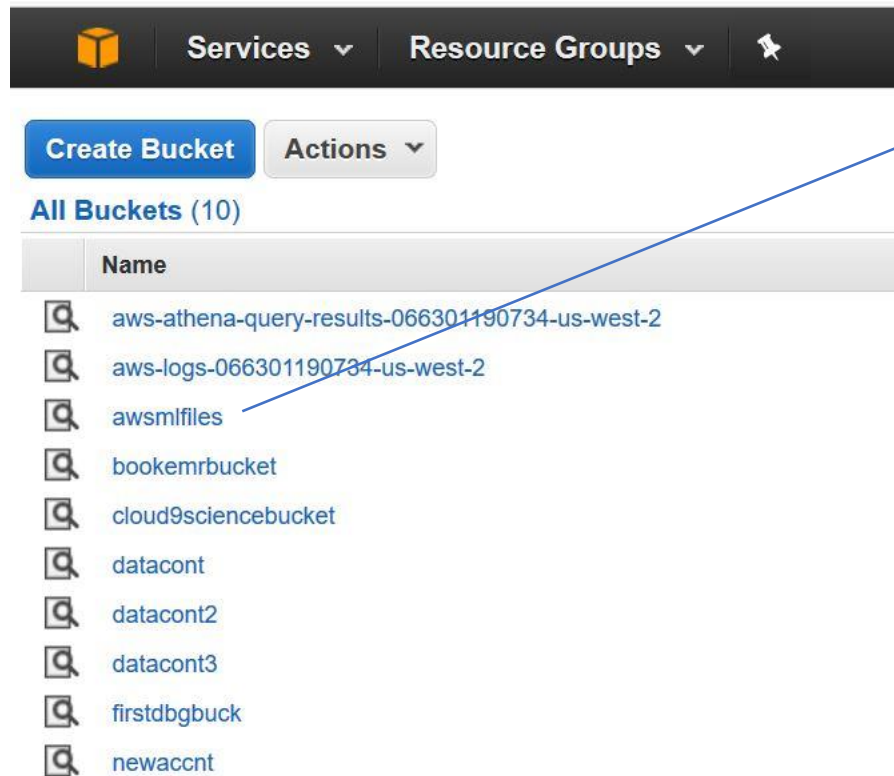 Services Resource Groups
Create Bucket Actions
All Buckets (10)
Name
aws-athena-query-results-066301190734-us-west-2
aws-logs-066301190734-us-west-2
awsmlfiles
bookemrbucket
cloud9sciencebucket
datacont
datacont2
datacont3
firstdbgbuck
newaccnt